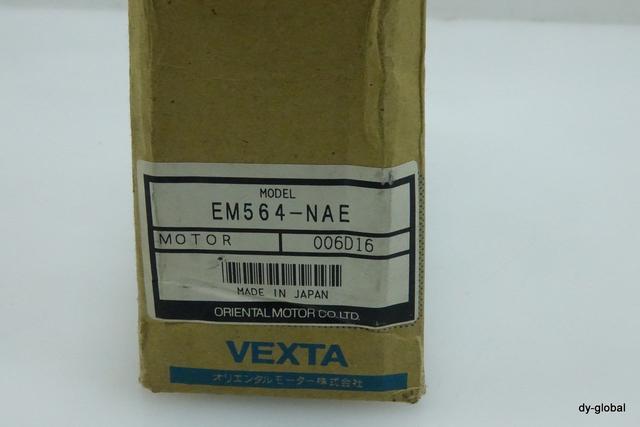 MODEL
EM564-NAE
MOTOR 006D16
MADE IN JAPAN
ORIENTAL MOTOR CO.LTD.
VEXTA
オリエンタルモーター株式会社
dy-global